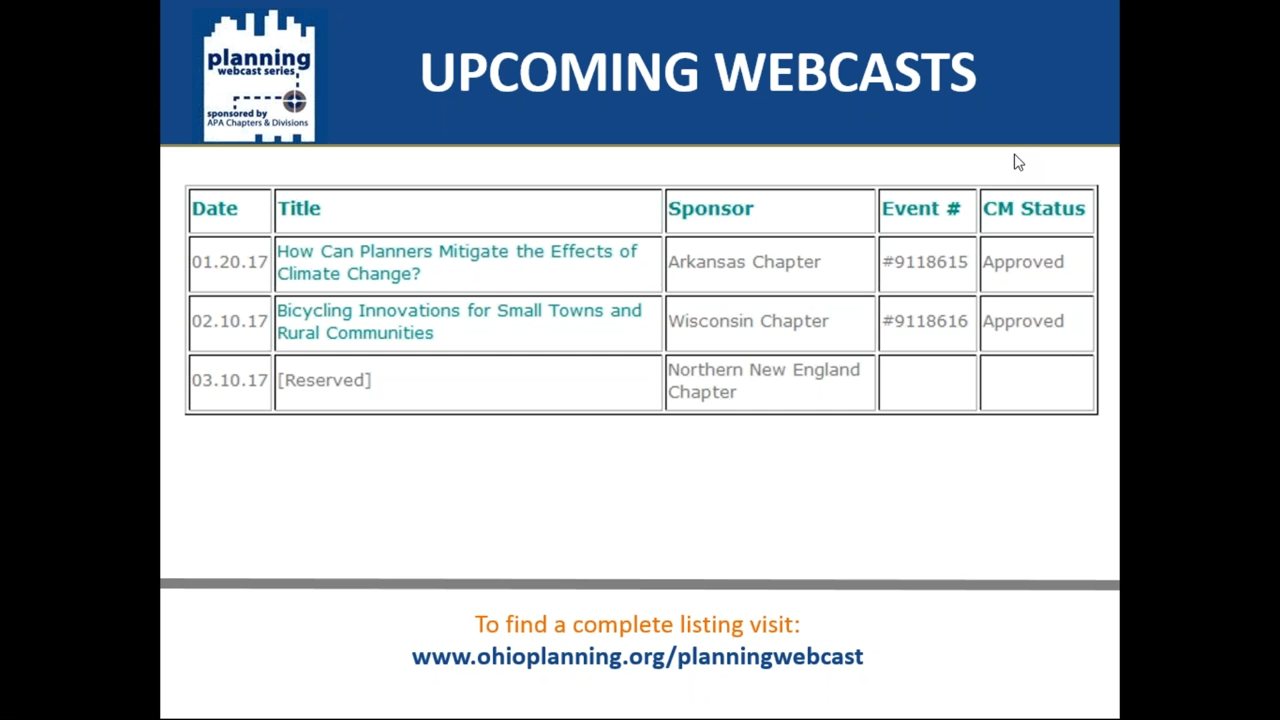 planning
webcast series
sponsored by
APA Chapters & Divisions
UPCOMING WEBCASTS
Date Title Sponsor Event # CM Status
01.20.17 How Can Planners Mitigate the Effects of Climate Change? Arkansas Chapter #9118615 Approved
02.10.17 Bicycling Innovations for Small Towns and Rural Communities Wisconsin Chapter #9118616 Approved
03.10.17 [Reserved] Northern New England Chapter
To find a complete listing visit:
www.ohioplanning.org/planningwebcast